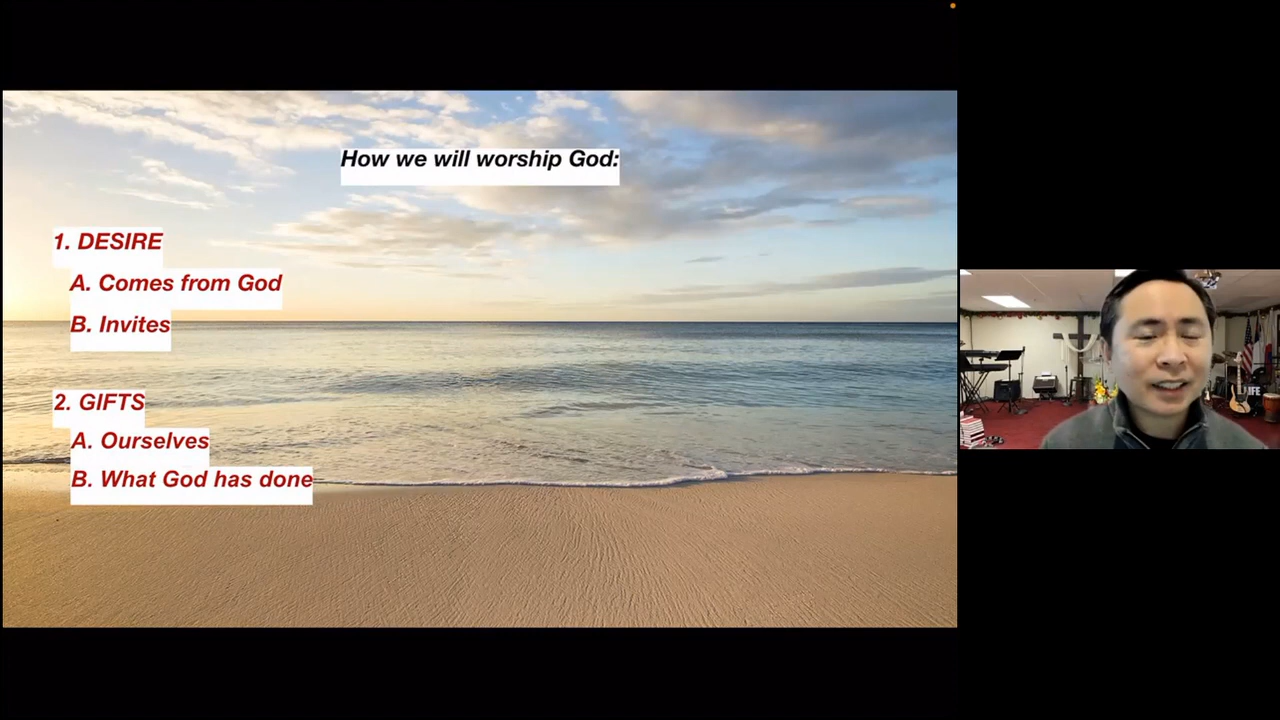 How we will worship God:
1. DESIRE
A. Comes from God
B. Invites
2. GIFTS
A. Ourselves
B. What God has done